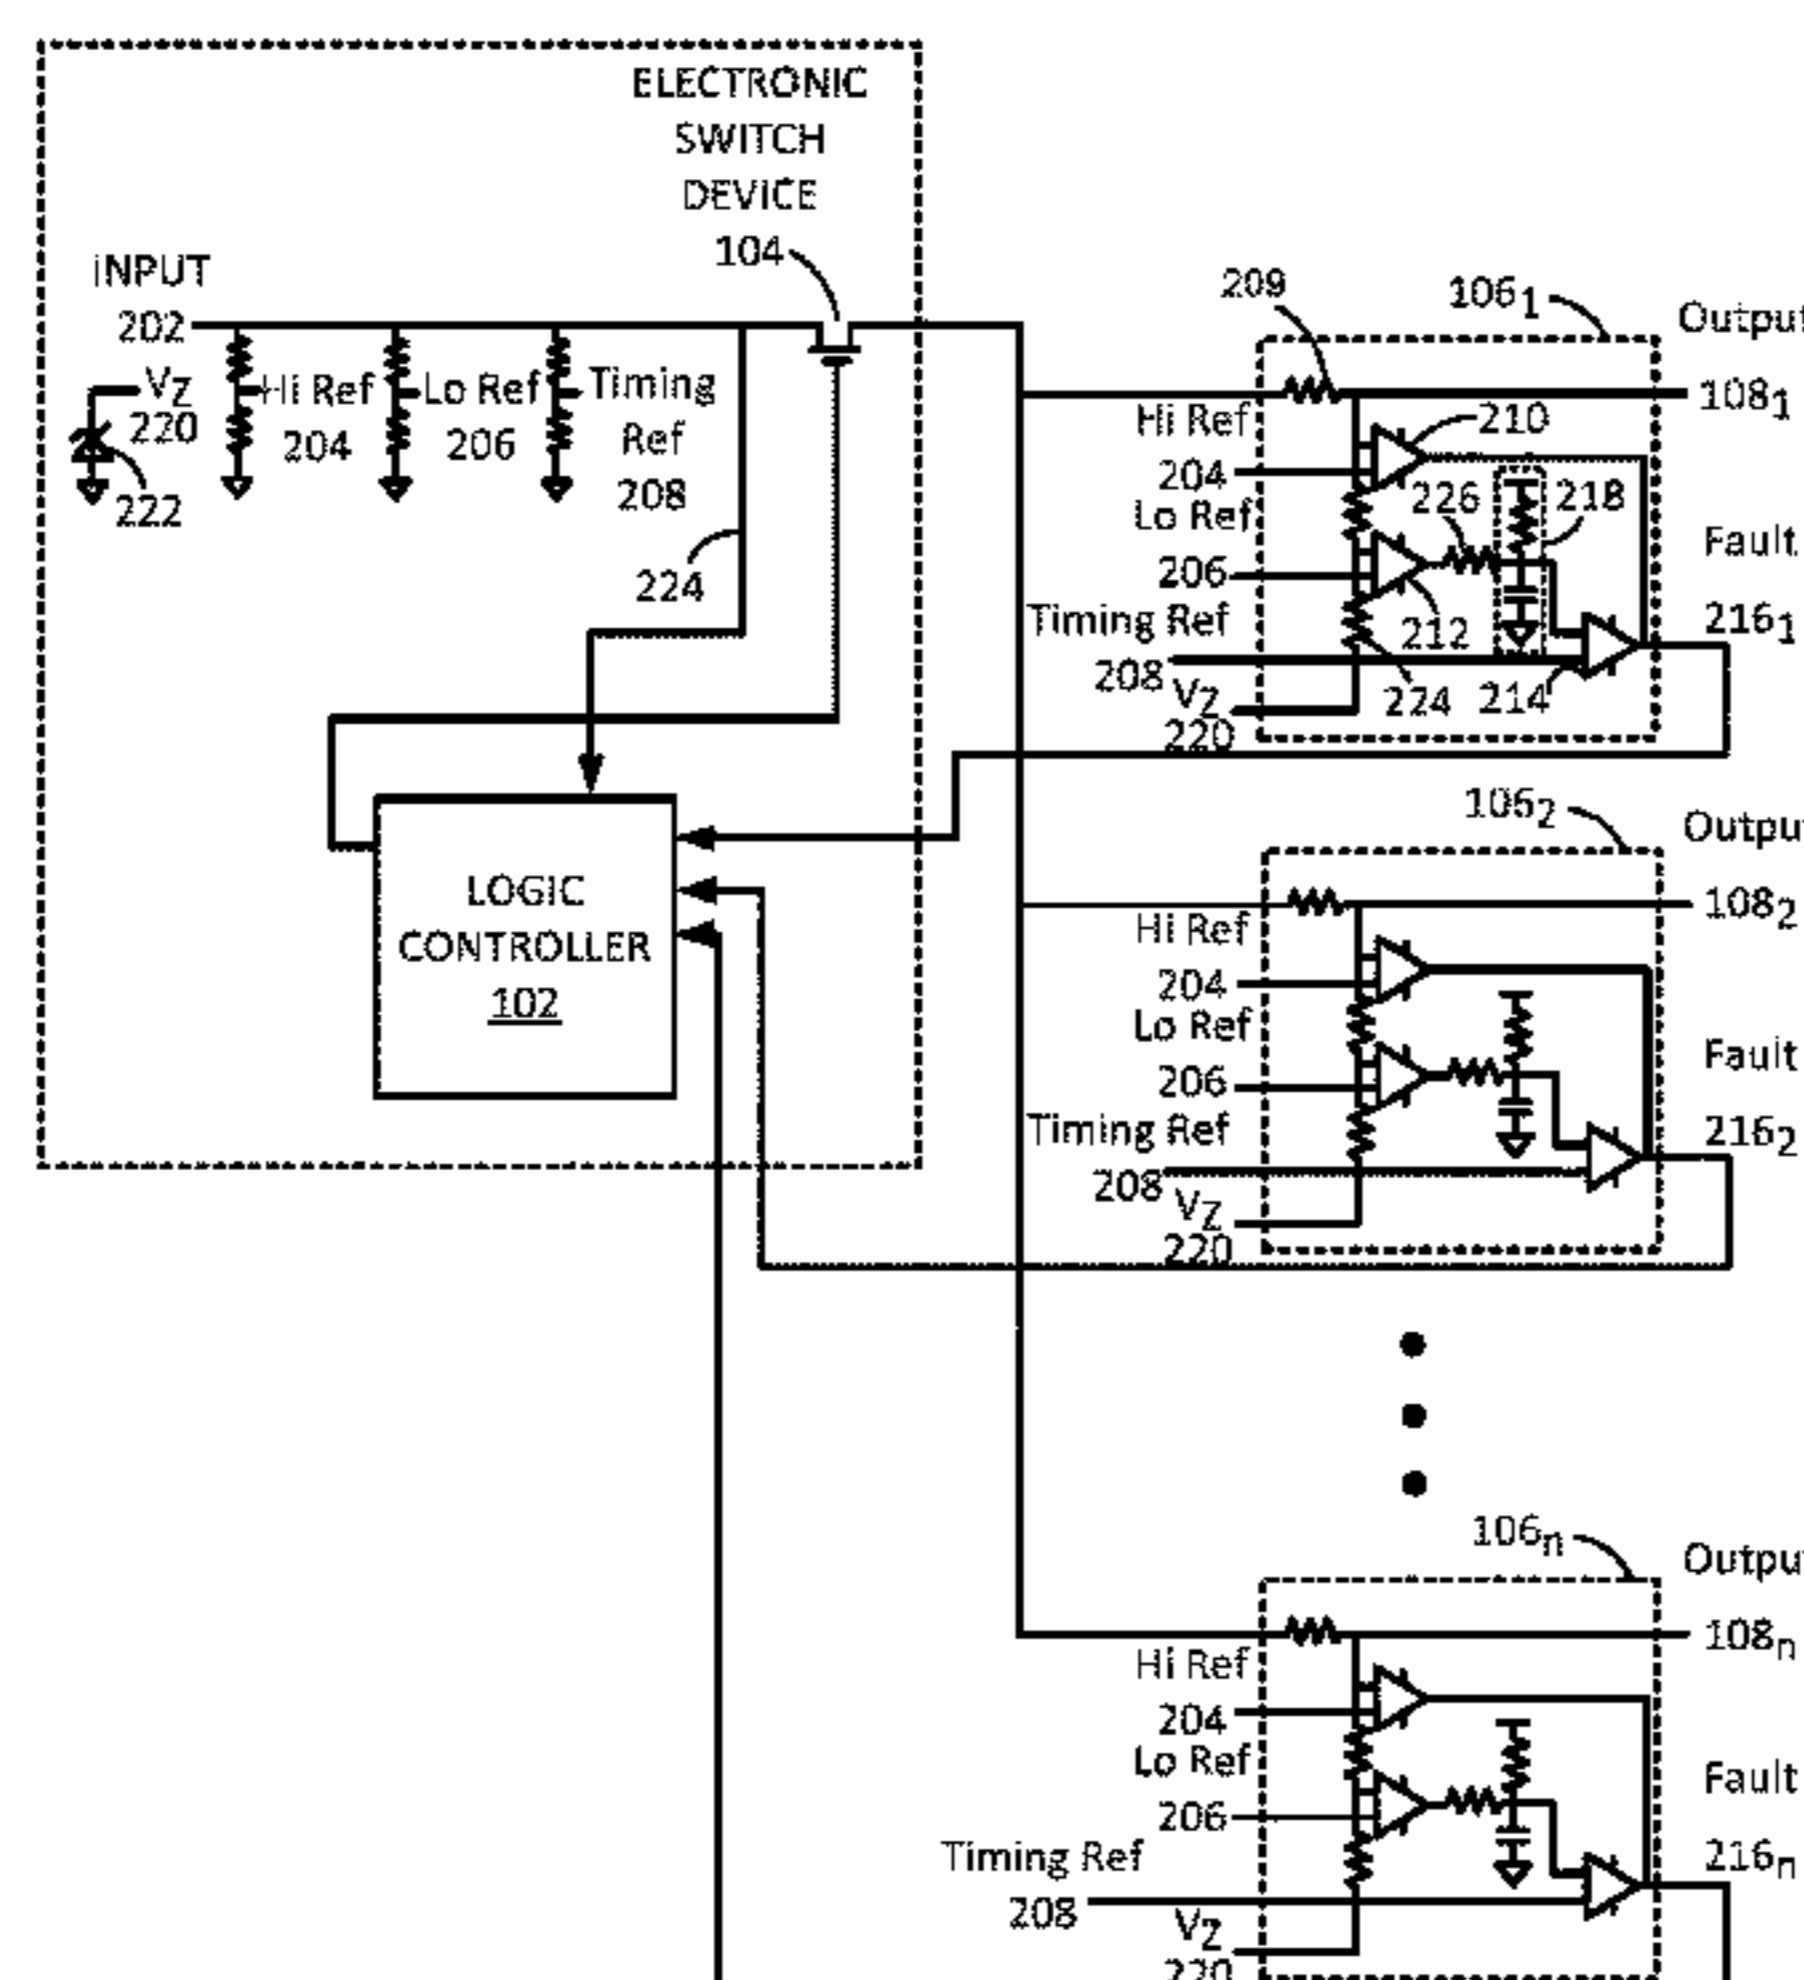 ELECTRONIC
SWITCH
DEVICE
104
INPUT
202
VZ
220
222
Hi Ref
204
Lo Ref
206
Timing
Ref
208
224
LOGIC
CONTROLLER
102
209
1061
Output
1081
Hi Ref
204
210
Lo Ref
206
226
218
Fault
2161
212
Timing Ref
208
VZ
220
224
214
1062
Output
1082
Hi Ref
204
Lo Ref
206
Fault
2162
Timing Ref
208
VZ
220
106n
Output
108n
Hi Ref
204
Lo Ref
206
Fault
216n
Timing Ref
208
VZ
220